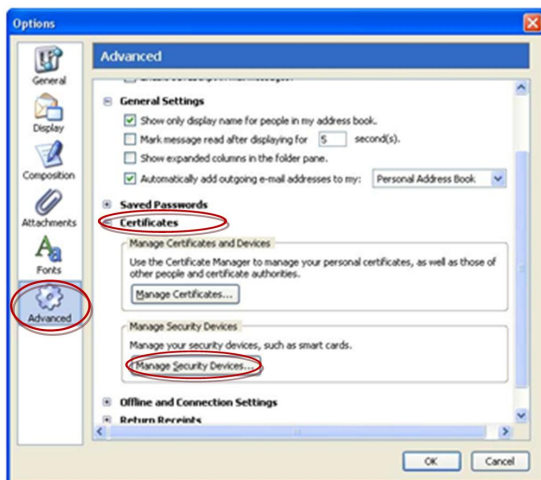 Options
General
Display
Composition
Attachments
Fonts
Advanced
Advanced
General Settings
Show only display name for people in my address book.
Mark message read after displaying for 5 second(s).
Show expanded columns in the folder pane.
Automatically add outgoing e-mail addresses to my: Personal Address Book
Saved Passwords
Certificates
Manage Certificates and Devices
Use the Certificate Manager to manage your personal certificates, as well as those of
other people and certificate authorities.
Manage Certificates...
Manage Security Devices
Manage your security devices, such as smart cards.
Manage Security Devices...
Offline and Connection Settings
Return Receipts
OK Cancel